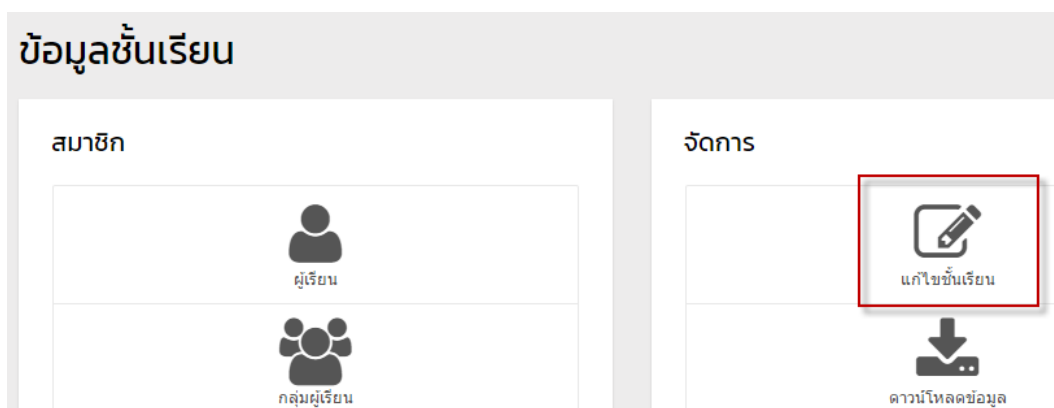 ข้อมูลชั้นเรียน
สมาชิก
ผู้เรียน
กลุ่มผู้เรียน
จัดการ
แก้ไขชั้นเรียน
ดาวน์โหลดข้อมูล